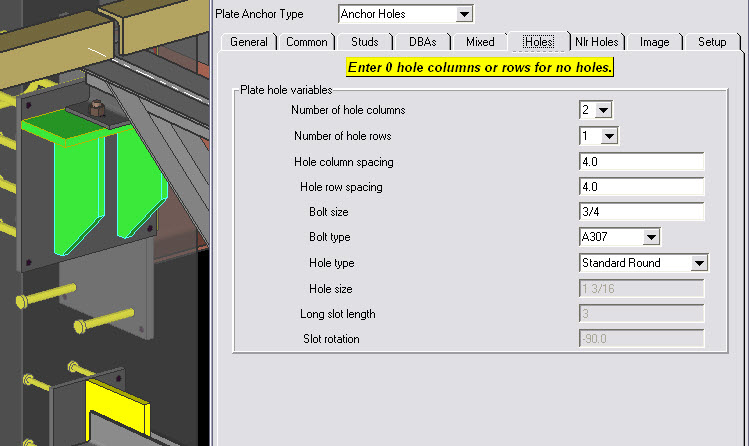 Plate Anchor Type Anchor Holes
General Common Studs DBAs Mixed Holes Nlr Holes Image Setup
Enter 0 hole columns or rows for no holes.
Plate hole variables
Number of hole columns 2
Number of hole rows 1
Hole column spacing 4.0
Hole row spacing 4.0
Bolt size 3/4
Bolt type A307
Hole type Standard Round
Hole size 1 3/16
Long slot length 3
Slot rotation -90.0